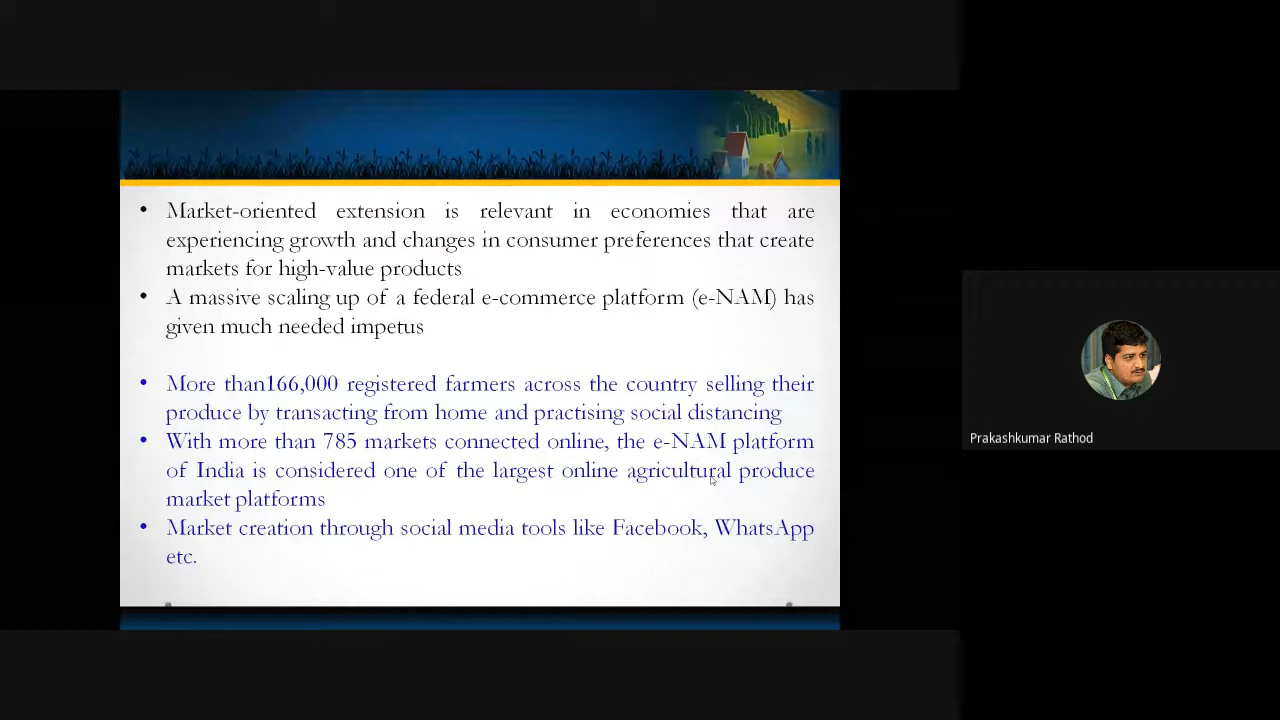 • Market-oriented extension is relevant in economies that are
experiencing growth and changes in consumer preferences that create
markets for high-value products
• A massive scaling up of a federal e-commerce platform (e-NAM) has
given much needed impetus
• More than166,000 registered farmers across the country selling their
produce by transacting from home and practising social distancing
• With more than 785 markets connected online, the e-NAM platform
of India is considered one of the largest online agricultural produce
market platforms
• Market creation through social media tools like Facebook, WhatsApp
etc.
Prakashkumar Rathod